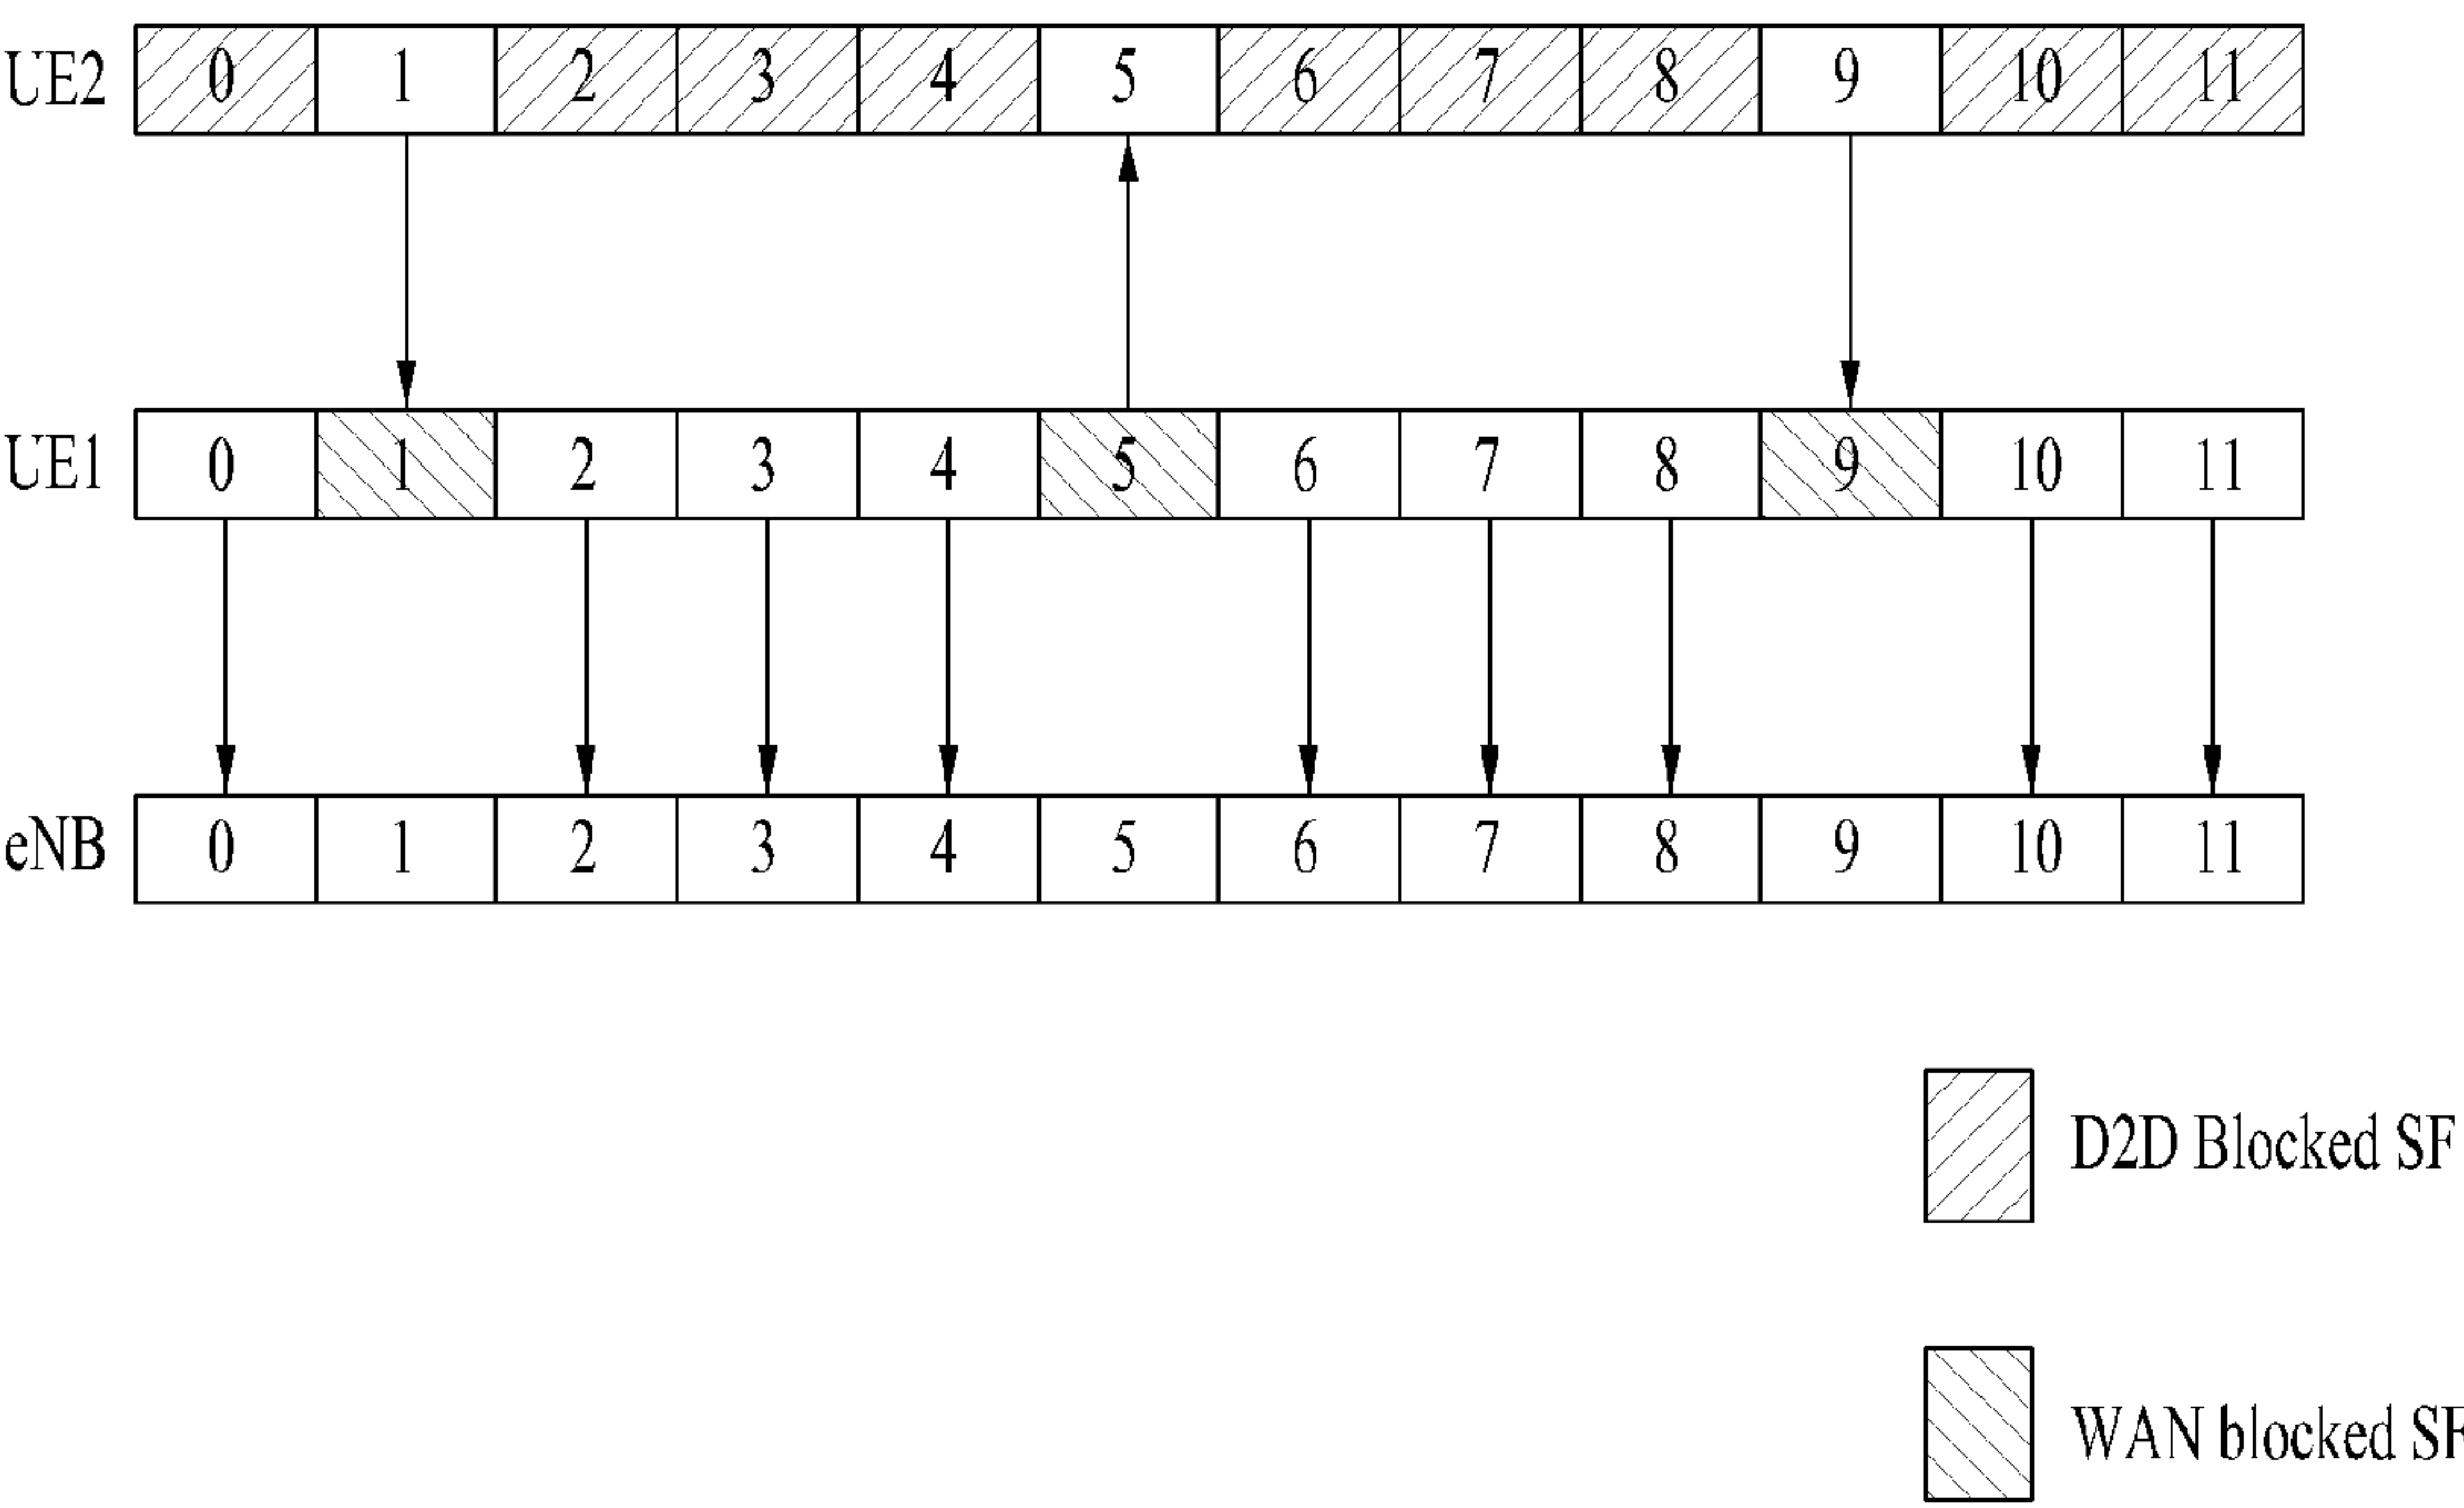 UE2 0 1 2 3 4 5 6 7 8 9 10 11
UE1 0 1 2 3 4 5 6 7 8 9 10 11
eNB 0 1 2 3 4 5 6 7 8 9 10 11
D2D Blocked SF
WAN blocked SF